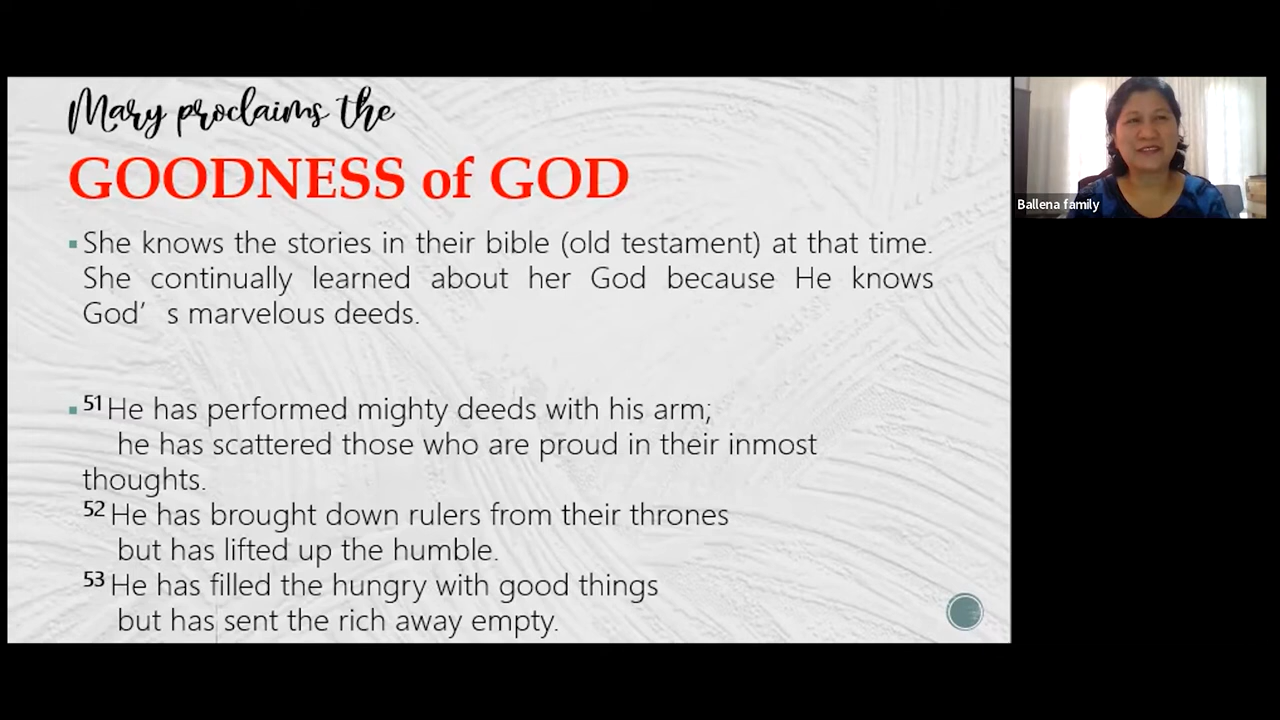 Mary proclaims the
GOODNESS of GOD
▪ She knows the stories in their bible (old testament) at that time.
She continually learned about her God because He knows
God’ s marvelous deeds.
▪ 51 He has performed mighty deeds with his arm;
he has scattered those who are proud in their inmost
thoughts.
52 He has brought down rulers from their thrones
but has lifted up the humble.
53 He has filled the hungry with good things
but has sent the rich away empty.
Ballena family